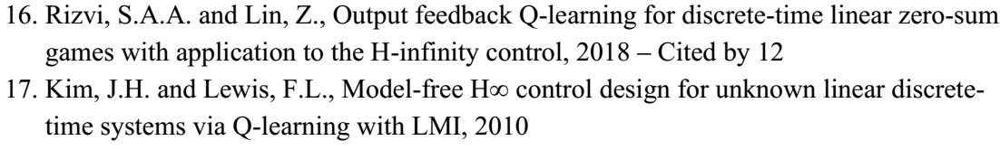 16. Rizvi, S.A.A. and Lin, Z., Output feedback Q-learning for discrete-time linear zero-sum
games with application to the H-infinity control, 2018 – Cited by 12
17. Kim, J.H. and Lewis, F.L., Model-free H∞ control design for unknown linear discrete-
time systems via Q-learning with LMI, 2010